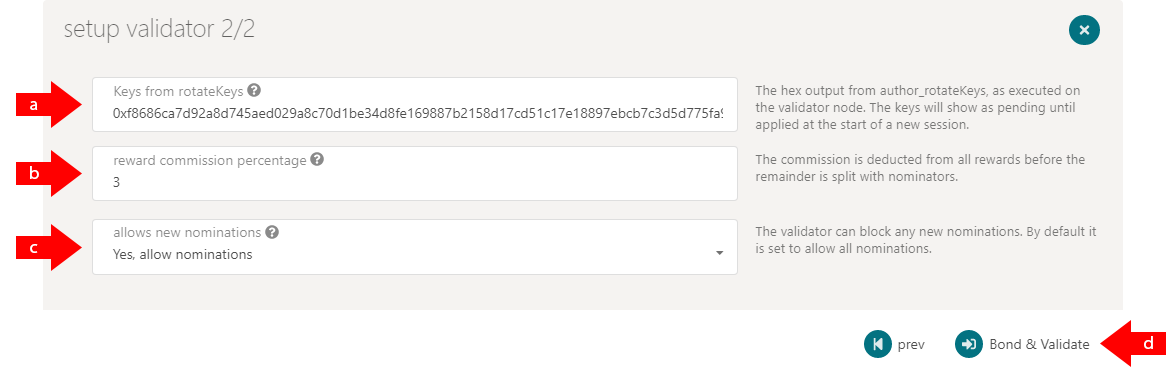 setup validator 2/2
a
Keys from rotateKeys
0xf8686ca7d92a8d745aed029a8c70d1be34d8fe169887b2158d17cd51c17e18897ebcb7c3d5d775fa9
The hex output from author_rotateKeys, as executed on
the validator node. The keys will show as pending until
applied at the start of a new session.
b
reward commission percentage
3
The commission is deducted from all rewards before the
remainder is split with nominators.
c
allows new nominations
Yes, allow nominations
The validator can block any new nominations. By default it
is set to allow all nominations.
prev
Bond & Validate
d